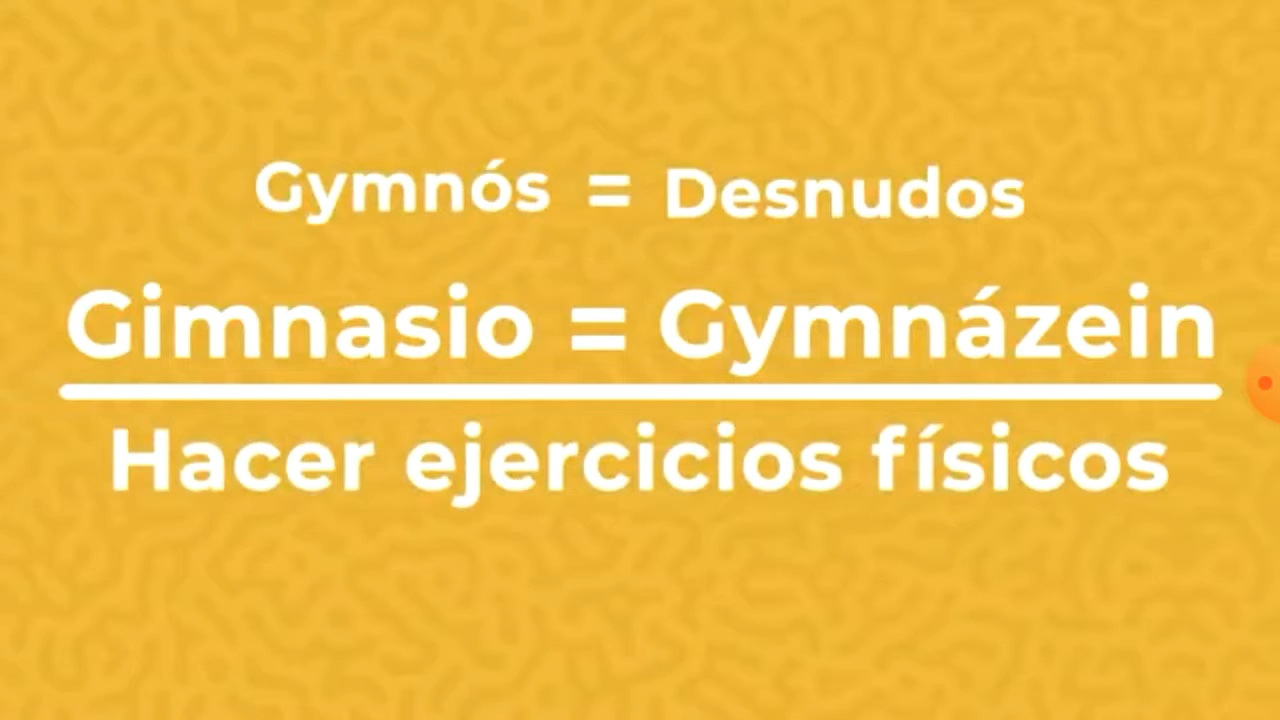 Gymnós = Desnudos
Gimnasio = Gymnázein
Hacer ejercicios físicos